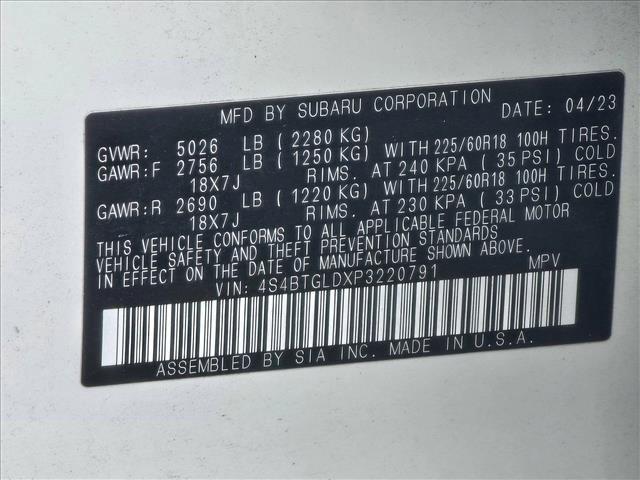 MFD BY SUBARU CORPORATION DATE: 04/23
GVWR: 5026 LB ( 2280 KG)
GAWR:F 2756 LB ( 1250 KG) WITH 225/60R18 100H TIRES.
18X7J RIMS. AT 240 KPA ( 35 PSI) COLD
GAWR:R 2690 LB ( 1220 KG) WITH 225/60R18 100H TIRES.
18X7J RIMS. AT 230 KPA ( 33 PSI) COLD
THIS VEHICLE CONFORMS TO ALL APPLICABLE FEDERAL MOTOR
VEHICLE SAFETY AND THEFT PREVENTION STANDARDS
IN EFFECT ON THE DATE OF MANUFACTURE SHOWN ABOVE.
VIN: 4S4BTGLDXP3220791 MPV
ASSEMBLED BY SIA INC. MADE IN U.S.A.